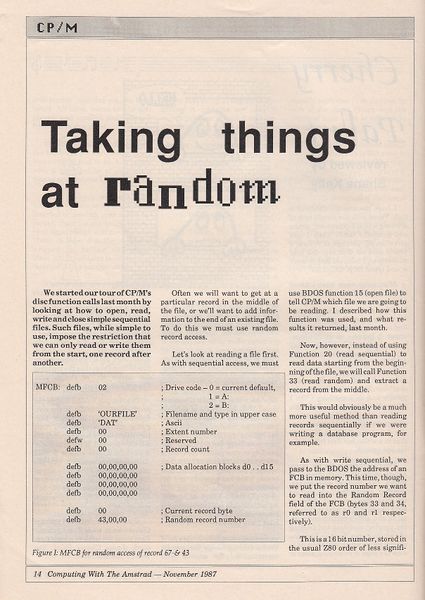 CP/M
Taking things
at random
We started our tour of CP/M's
disc function calls last month by
looking at how to open, read,
write and close simple sequential
files. Such files, while simple to
use, impose the restriction that
we can only read or write them
from the start, one record after
another.
Often we will want to get at a
particular record in the middle of
the file, or we'll want to add infor-
mation to the end of an existing file.
To do this we must use random
record access.
Let's look at reading a file first.
As with sequential access, we must
MFCB: defb 02 ; Drive code – 0 = current default,
; 1 = A:
; 2 = B:
defb 'OURFILE' ; Filename and type in upper case
defb 'DAT' ; Ascii
defb 00 ; Extent number
defw 00 ; Reserved
defb 00 ; Record count
defb 00,00,00,00 ; Data allocation blocks d0 . . d15
defb 00,00,00,00
defb 00,00,00,00
defb 00,00,00,00
defb 00 ; Current record byte
defb 43,00,00 ; Random record number
Figure I: MFCB for random access of record 67 & 43
use BDOS function 15 (open file) to
tell CP/M which file we are going to
be reading. I described how this
function was used, and what re-
sults it returned, last month.
Now, however, instead of using
Function 20 (read sequential) to
read data starting from the begin-
ning of the file, we will call Function
33 (read random) and extract a
record from the middle.
This would obviously be a much
more useful method than reading
records sequentially if we were
writing a database program, for
example.
As with write sequential, we
pass to the BDOS the address of an
FCB in memory. This time, though,
we put the record number we want
to read into the Random Record
field of the FCB (bytes 33 and 34,
referred to as r0 and r1 respec-
tively).
This is a 16 bit number, stored in
the usual Z80 order of less signifi-
14 Computing With The Amstrad — November 1987